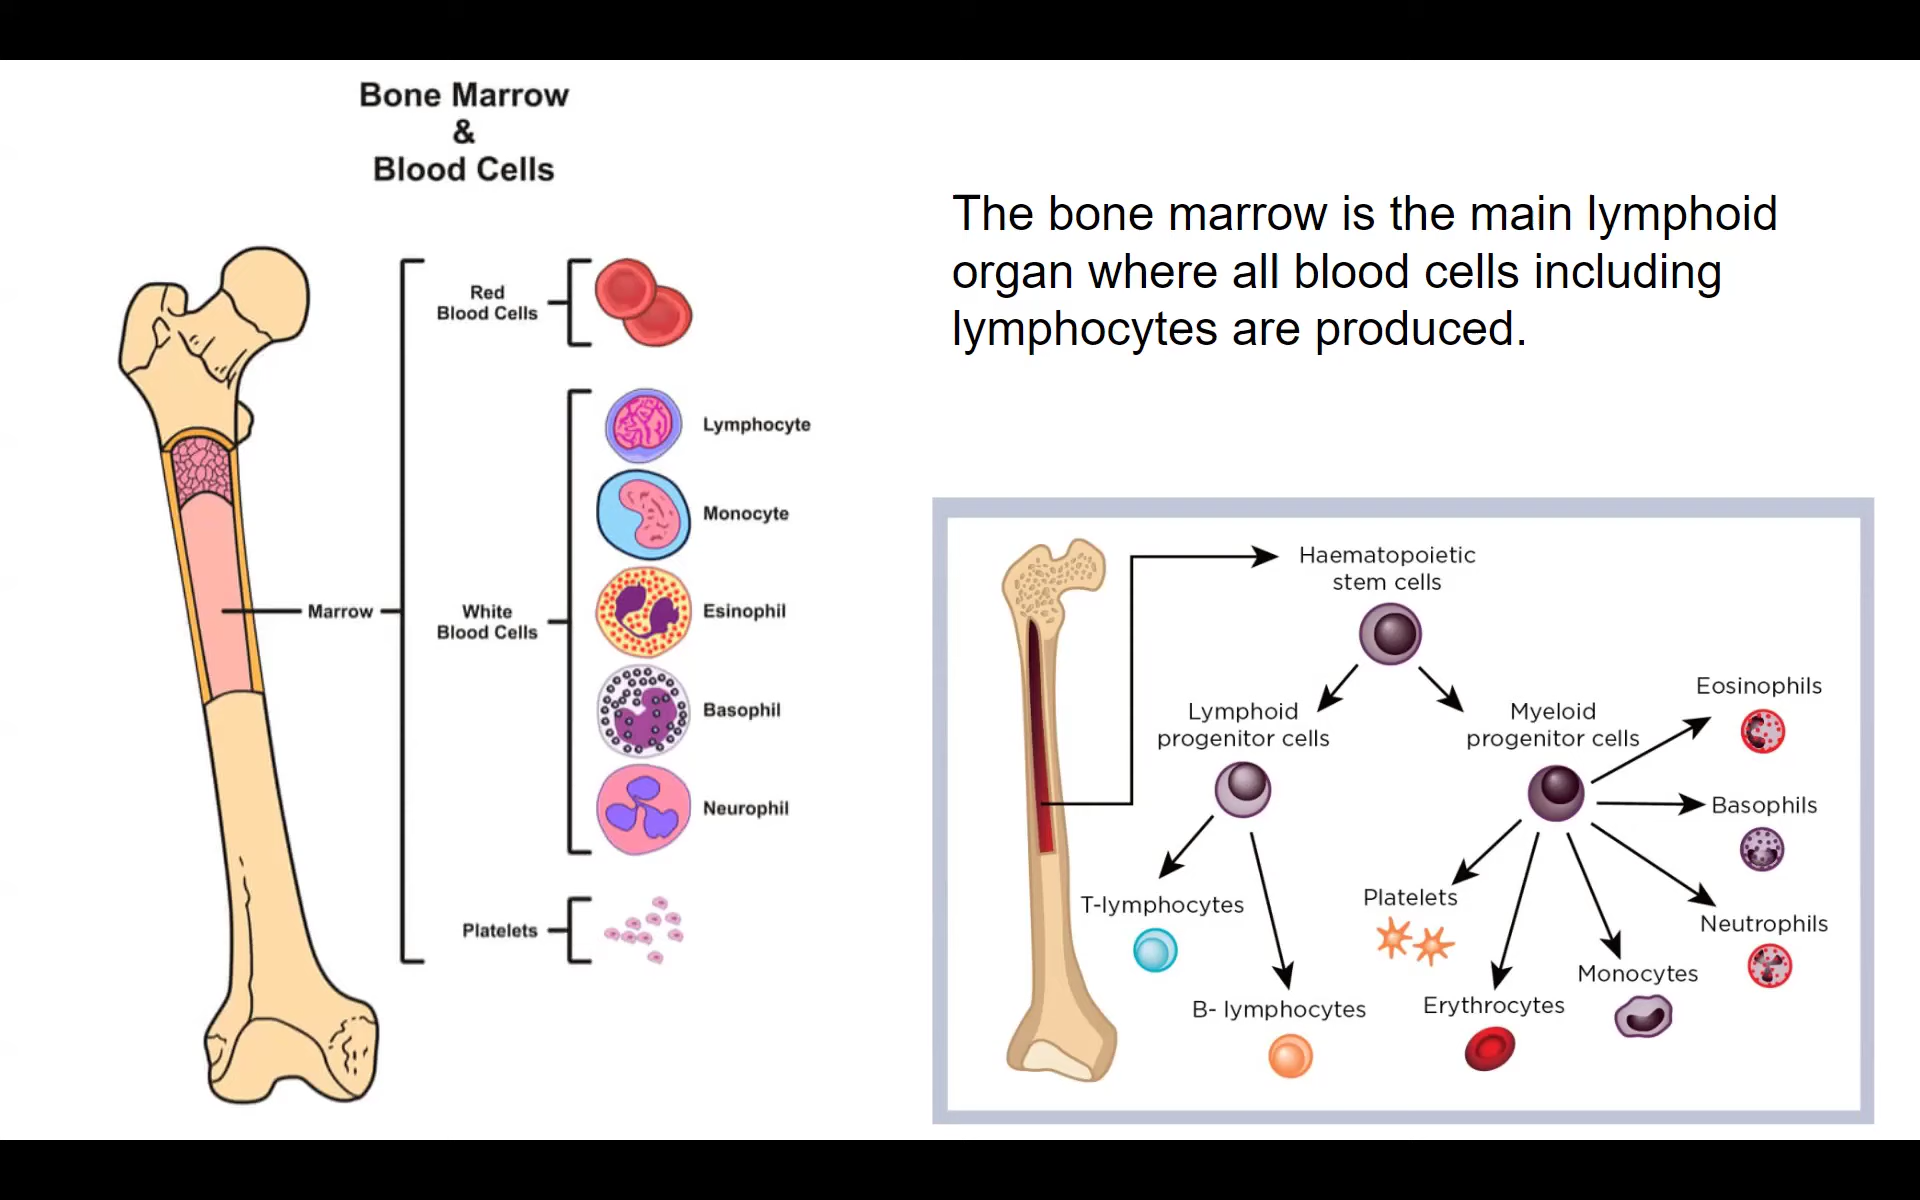 Bone Marrow
&
Blood Cells
The bone marrow is the main lymphoid
organ where all blood cells including
lymphocytes are produced.
Red
Blood Cells
Lymphocyte
Monocyte
Marrow
White
Blood Cells
Esinophil
Basophil
Neurophil
Platelets
Haematopoietic
stem cells
Lymphoid
progenitor cells
Myeloid
progenitor cells
Eosinophils
Basophils
Neutrophils
T-lymphocytes
B- lymphocytes
Platelets
Erythrocytes
Monocytes